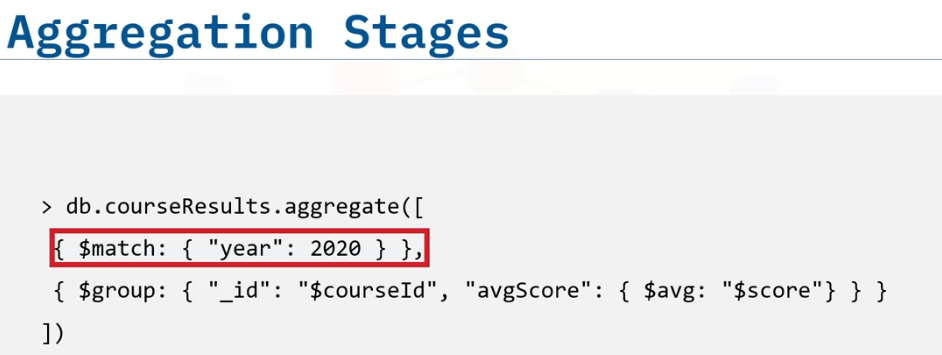 Aggregation Stages
> db.courseResults.aggregate([
{ $match: { "year": 2020 } },
{ $group: { "_id": "$courseId", "avgScore": { $avg: "$score"} } }
])